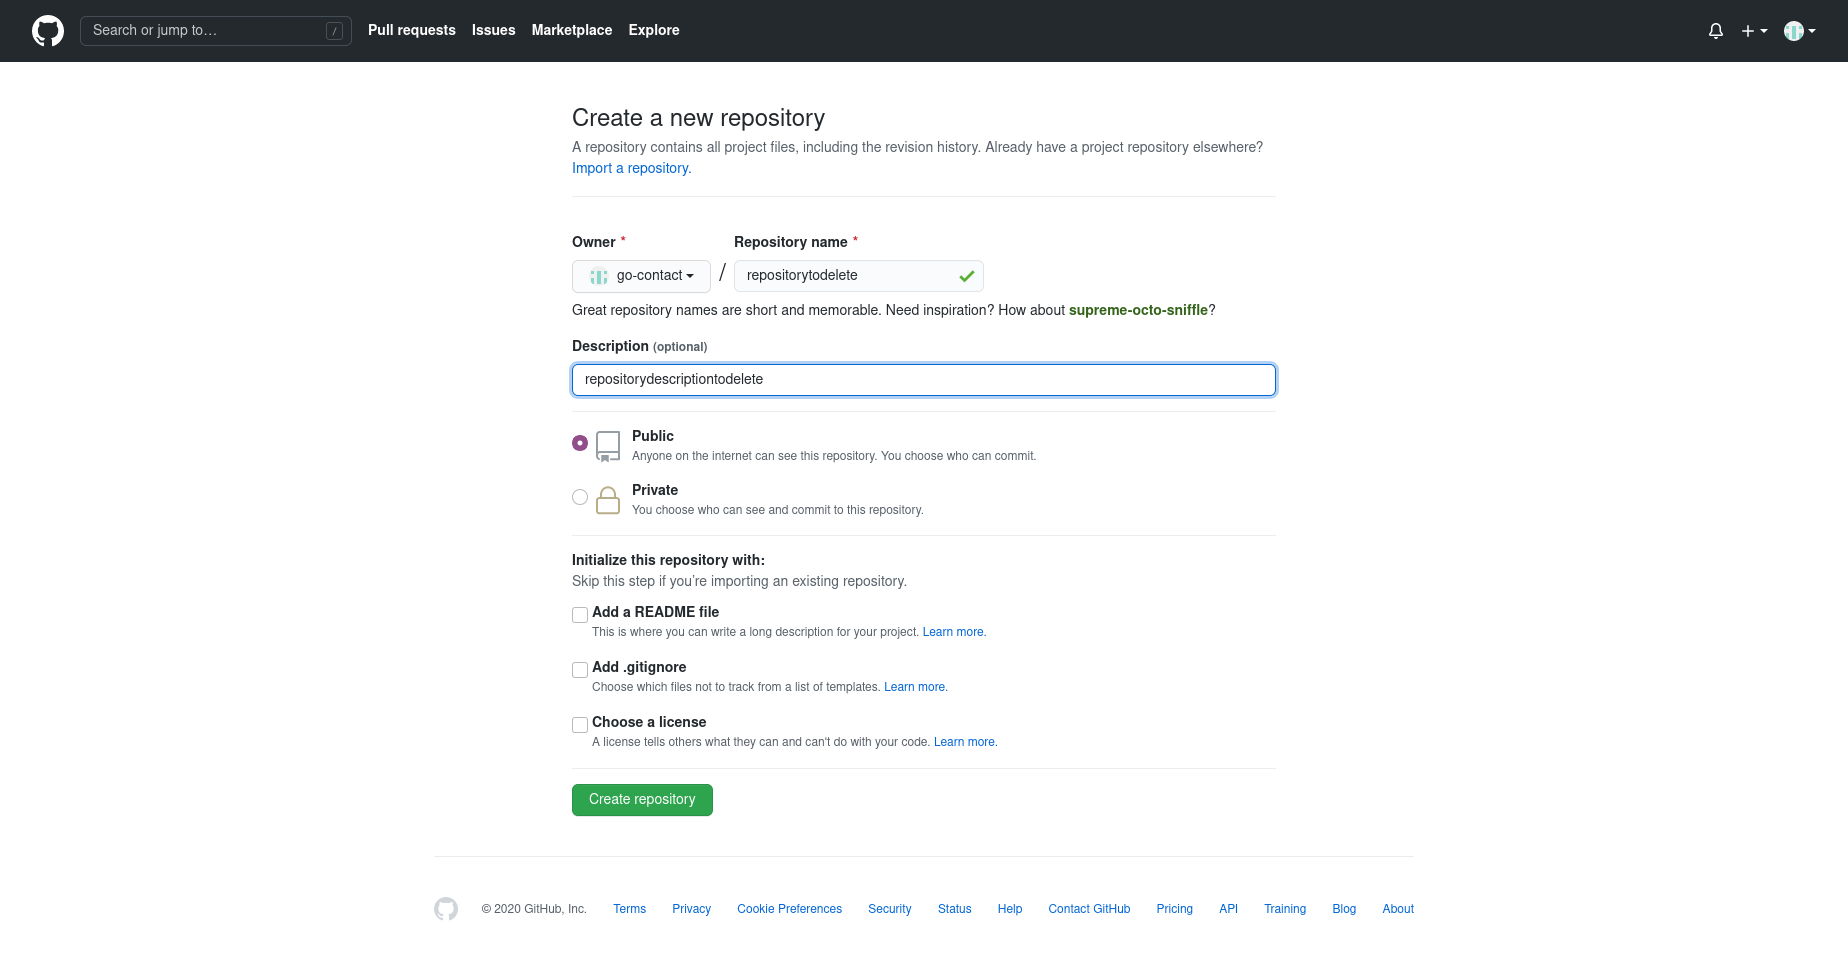 Search or jump to… /
Pull requests Issues Marketplace Explore
Create a new repository
A repository contains all project files, including the revision history. Already have a project repository elsewhere?
Import a repository.
Owner * Repository name *
go-contact / repositorytodelete
Great repository names are short and memorable. Need inspiration? How about supreme-octo-sniffle?
Description (optional)
repositorydescriptiontodelete
Public
Anyone on the internet can see this repository. You choose who can commit.
Private
You choose who can see and commit to this repository.
Initialize this repository with:
Skip this step if you’re importing an existing repository.
Add a README file
This is where you can write a long description for your project. Learn more.
Add .gitignore
Choose which files not to track from a list of templates. Learn more.
Choose a license
A license tells others what they can and can't do with your code. Learn more.
Create repository
© 2020 GitHub, Inc. Terms Privacy Cookie Preferences Security Status Help Contact GitHub Pricing API Training Blog About